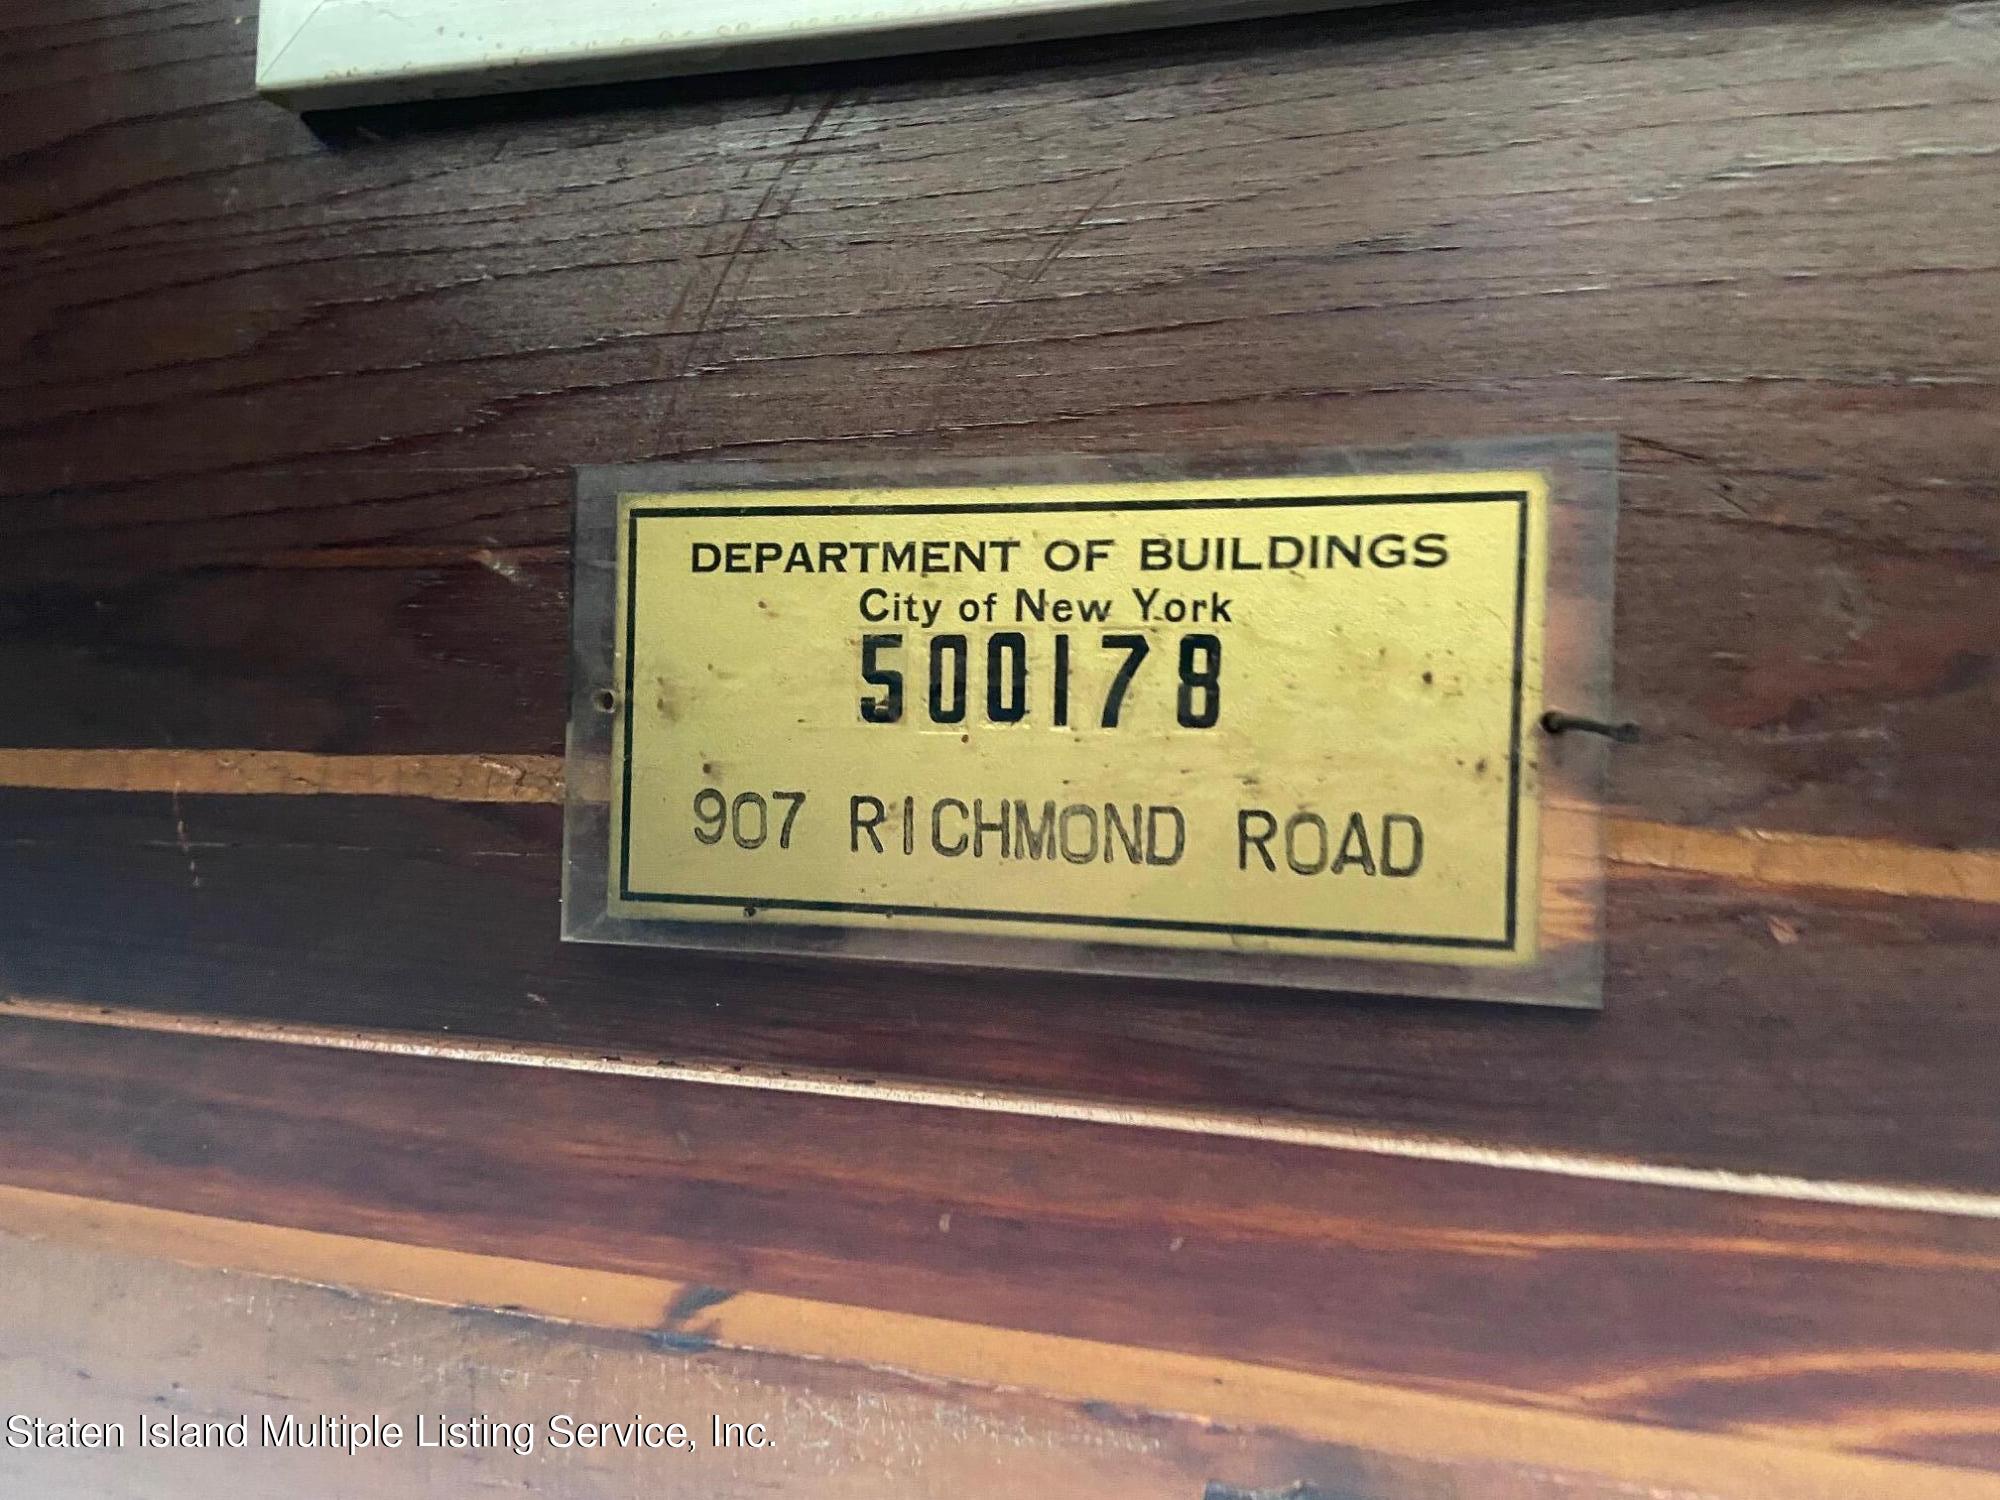 DEPARTMENT OF BUILDINGS
City of New York
500178
907 RICHMOND ROAD
Staten Island Multiple Listing Service, Inc.